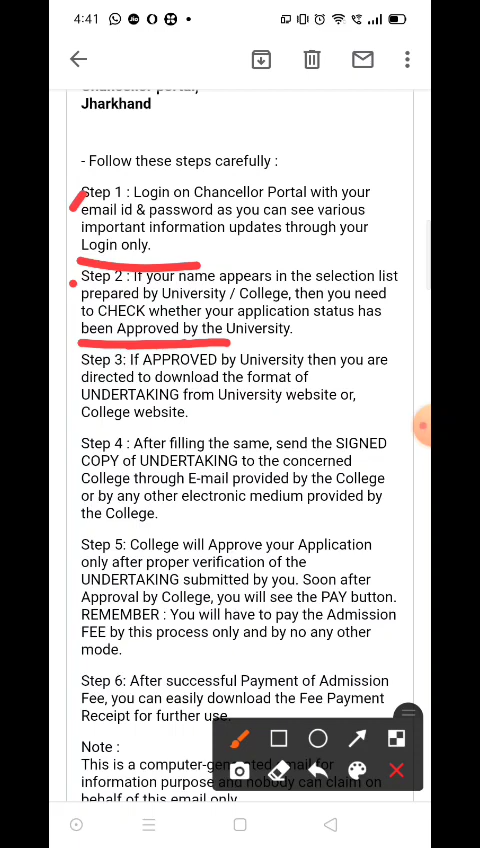 4:41
Jharkhand
- Follow these steps carefully :
Step 1 : Login on Chancellor Portal with your
email id & password as you can see various
important information updates through your
Login only.
Step 2 : If your name appears in the selection list
prepared by University / College, then you need
to CHECK whether your application status has
been Approved by the University.
Step 3: If APPROVED by University then you are
directed to download the format of
UNDERTAKING from University website or,
College website.
Step 4 : After filling the same, send the SIGNED
COPY of UNDERTAKING to the concerned
College through E-mail provided by the College
or by any other electronic medium provided by
the College.
Step 5: College will Approve your Application
only after proper verification of the
UNDERTAKING submitted by you. Soon after
Approval by College, you will see the PAY button.
REMEMBER : You will have to pay the Admission
FEE by this process only and by no any other
mode.
Step 6: After successful Payment of Admission
Fee, you can easily download the Fee Payment
Receipt for further use.
Note :
This is a computer-generated email for
information purpose and nobody can claim on
behalf of this email only